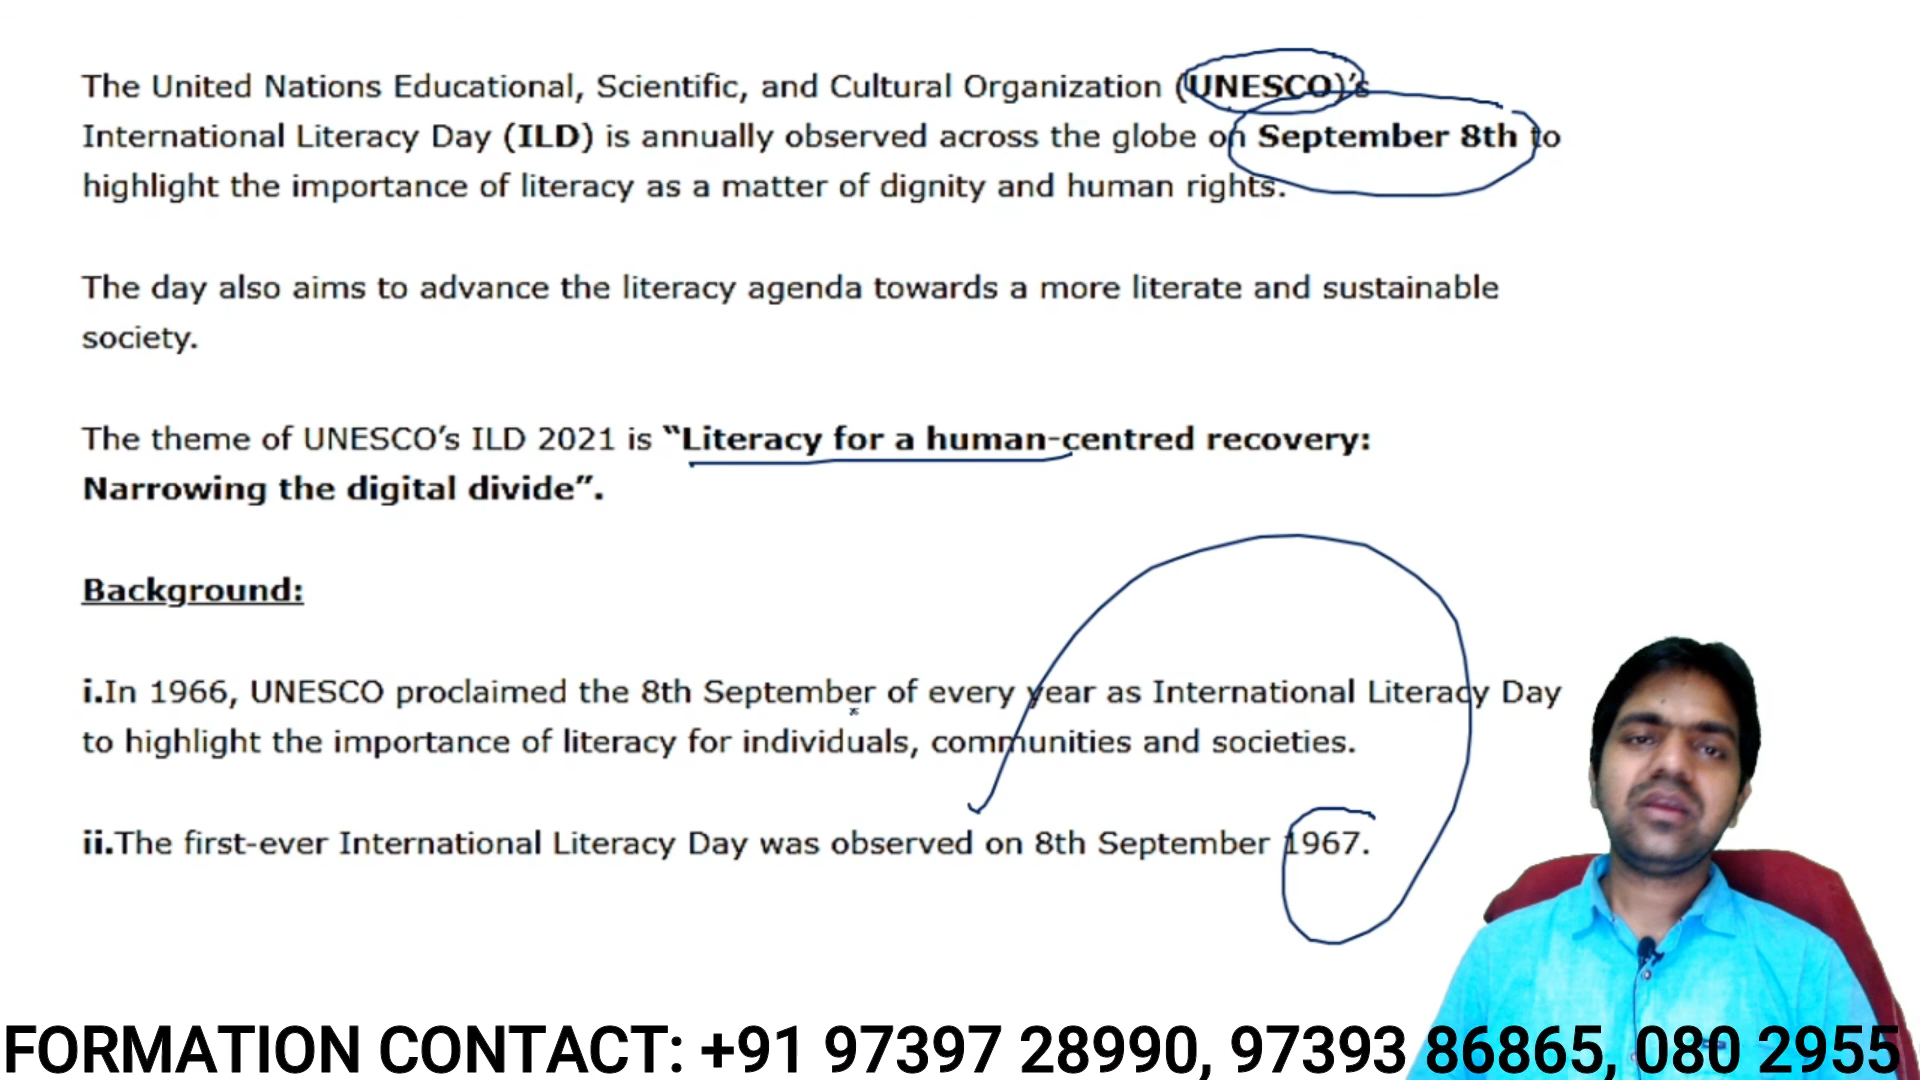 The United Nations Educational, Scientific, and Cultural Organization (UNESCO)’s
International Literacy Day (ILD) is annually observed across the globe on September 8th to
highlight the importance of literacy as a matter of dignity and human rights.
The day also aims to advance the literacy agenda towards a more literate and sustainable
society.
The theme of UNESCO’s ILD 2021 is “Literacy for a human-centred recovery:
Narrowing the digital divide”.
Background:
i.In 1966, UNESCO proclaimed the 8th September of every year as International Literacy Day
to highlight the importance of literacy for individuals, communities and societies.
ii.The first-ever International Literacy Day was observed on 8th September 1967.
FORMATION CONTACT: +91 97397 28990, 97393 86865, 080 2955